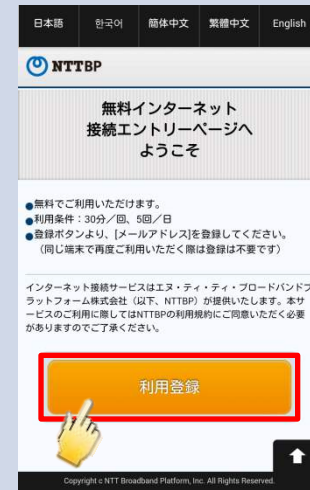 日本語 한국어 簡体中文 繁體中文 English
NTTBP
無料インターネット
接続エントリーページへ
ようこそ
●無料でご利用いただけます。
●利用条件：30分／回、5回／日
●登録ボタンより、[メールアドレス]を登録してください。
（同じ端末で再度ご利用いただく際は登録は不要です）
インターネット接続サービスはエヌ・ティ・ティ・ブロードバンドプ
ラットフォーム株式会社（以下、NTTBP）が提供いたします。本サ
ービスのご利用に際してはNTTBPの利用規約にご同意いただく必要
がありますのでご了承ください。
利用登録
Copyright c NTT Broadband Platform, Inc. All Rights Reserved.